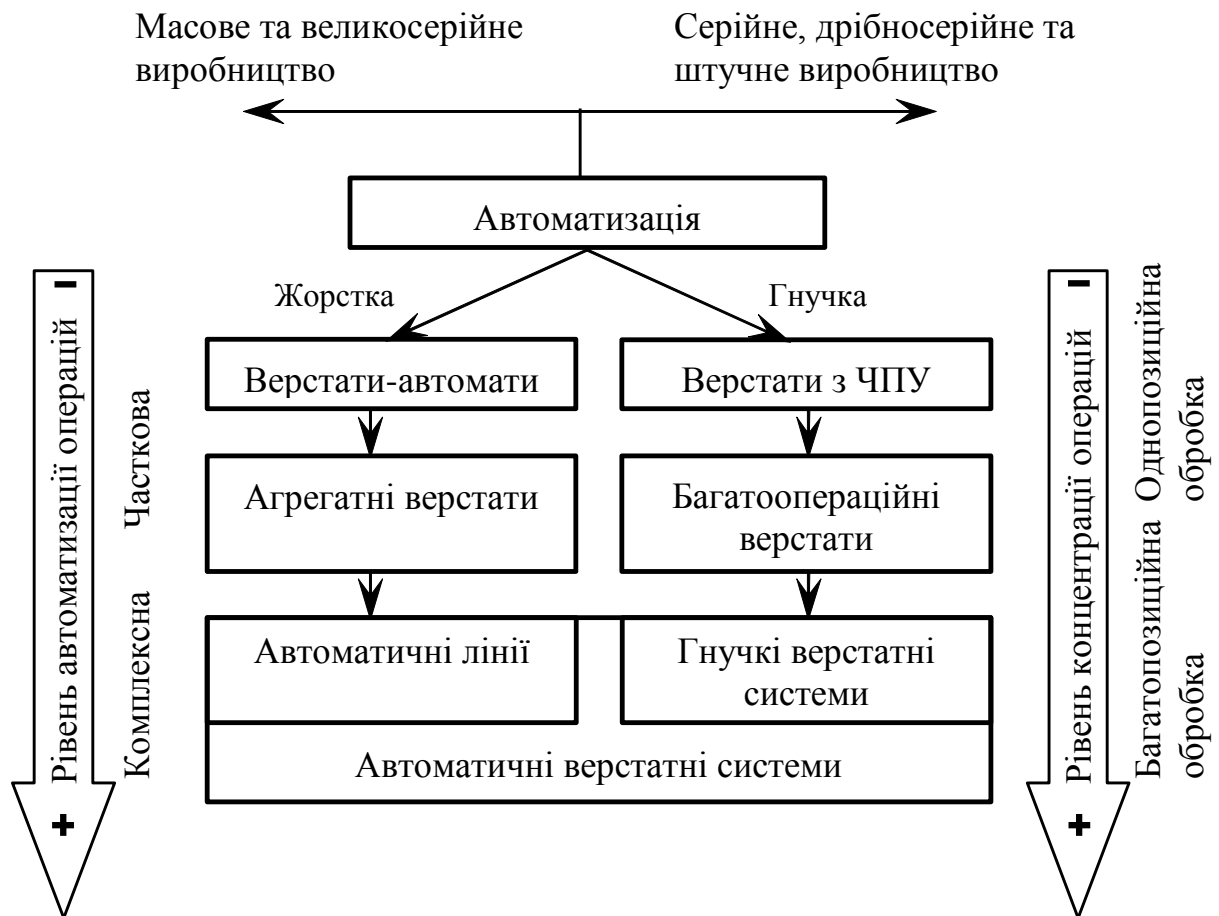 Масове та великосерійне
виробництво
Серійне, дрібносерійне та
штучне виробництво
Автоматизація
Жорстка
Гнучка
Верстати-автомати
Верстати з ЧПУ
Агрегатні верстати
Багатоопераційні
верстати
Автоматичні лінії
Гнучкі верстатні
системи
Автоматичні верстатні системи
-
Рівень автоматизації операцій
+
Часткова
Комплексна
-
Рівень концентрації операцій
+
Однопозиційна
обробка
Багатопозиційна
обробка